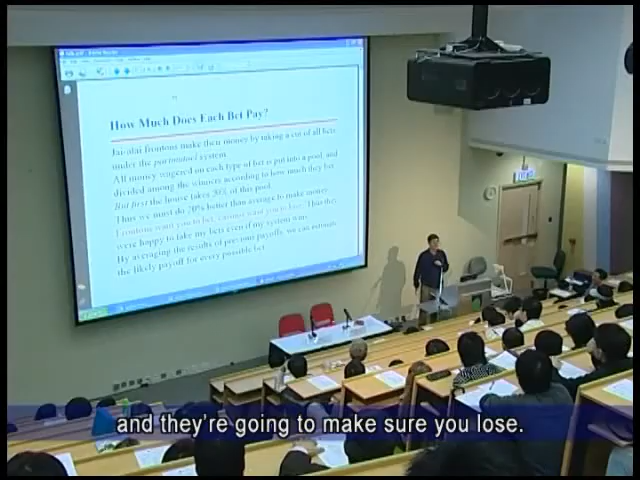 How Much Does Each Bet Pay?
Jai-alai frontons make their money by taking a cut of all bets
under the parimutuel system.
All money wagered on each type of bet is put into a pool, and
divided among the winners according to how much they bet.
But first the house takes 20% of this pool.
Thus we must do 20% better than average to make money.
Frontons want you to bet, cannot want you to lose. Thus they
were happy to take my bets even if my system wins.
By averaging the results of previous payoffs, we can estimate
the likely payoff for every possible bet.
and they're going to make sure you lose.